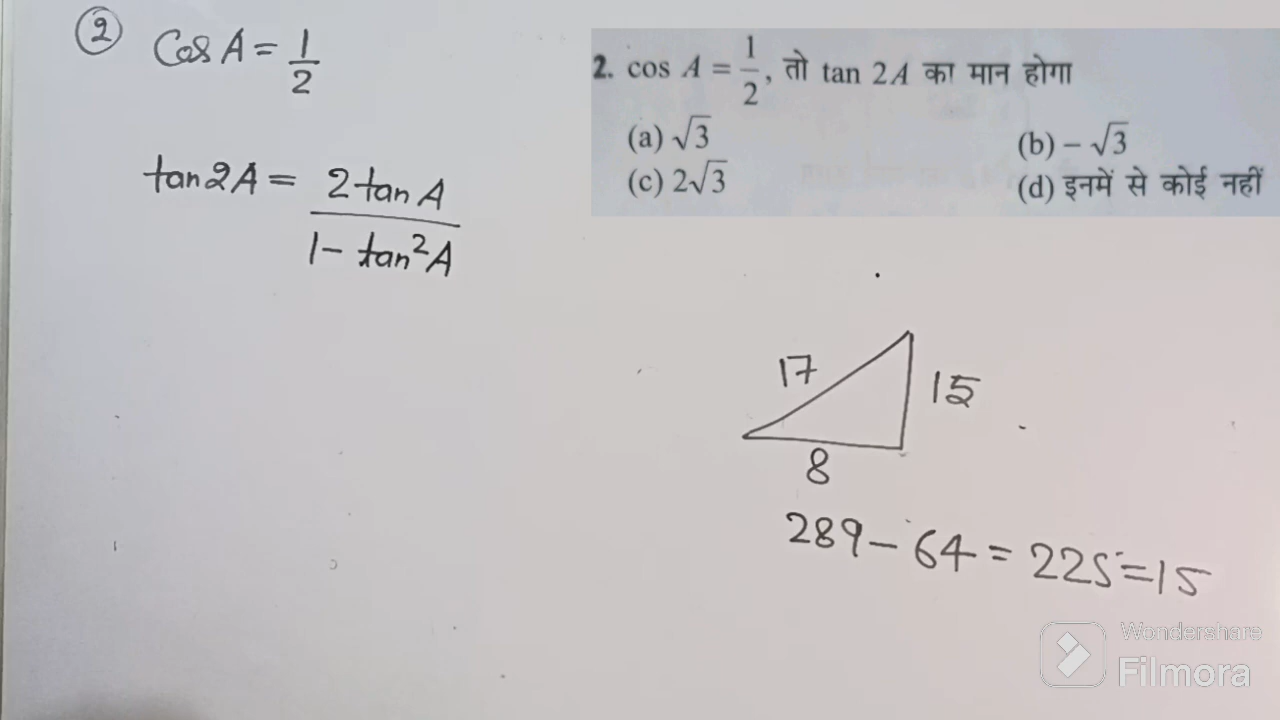 ② Cos A = 1/2
tan 2A = 2 tan A / 1 - tan²A
2. cos A = 1/2, तो tan 2A का मान होगा
(a) √3 (b) - √3
(c) 2√3 (d) इनमें से कोई नहीं
17
15
8
289 - 64 = 225 = 15
Wondershare
Filmora